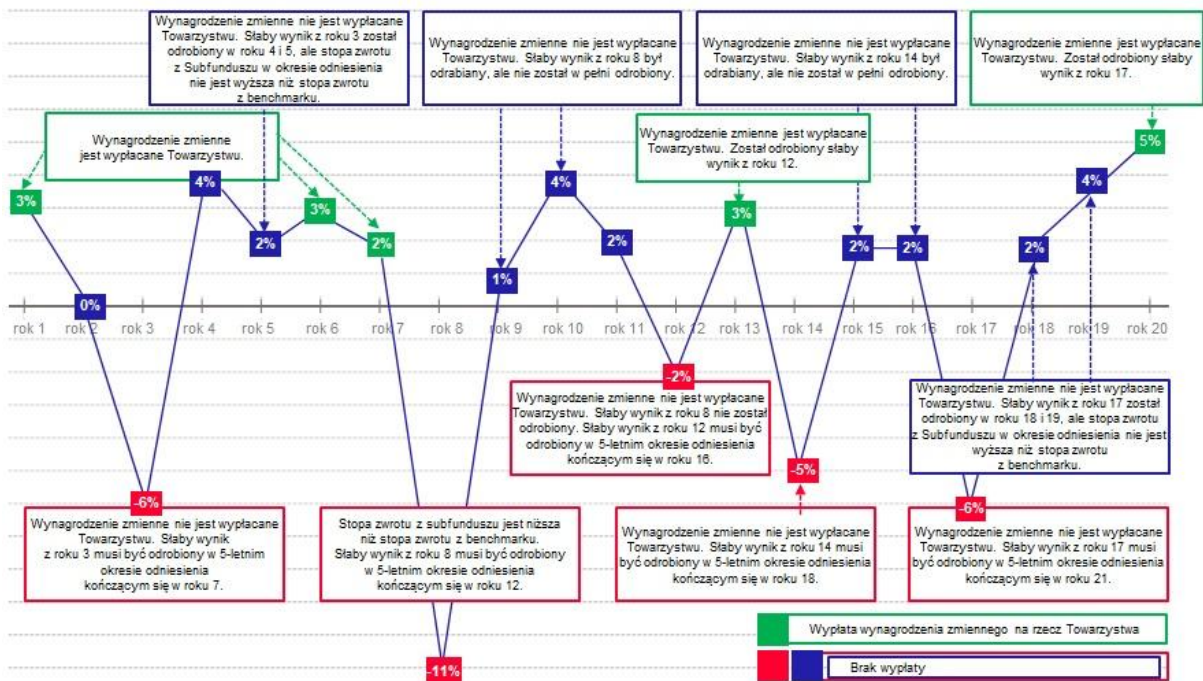 Wynagrodzenie zmienne nie jest wypłacane
Towarzystwu. Słaby wynik z roku 3 został
odrobiony w roku 4 i 5, ale stopa zwrotu
z Subfunduszu w okresie odniesienia
nie jest wyższa niż stopa zwrotu
z benchmarku.
Wynagrodzenie zmienne nie jest wypłacane
Towarzystwu. Słaby wynik z roku 8 był
odrabiany, ale nie został w pełni odrobiony.
Wynagrodzenie zmienne nie jest wypłacane
Towarzystwu. Słaby wynik z roku 14 był
odrabiany, ale nie został w pełni odrobiony.
Wynagrodzenie zmienne jest wypłacane
Towarzystwu. Został odrobiony słaby
wynik z roku 17.
Wynagrodzenie zmienne
jest wypłacane Towarzystwu.
Wynagrodzenie zmienne jest wypłacane
Towarzystwu. Został odrobiony słaby
wynik z roku 12.
3%
0%
-6%
4%
2%
3%
2%
-11%
1%
4%
2%
-2%
3%
-5%
2%
2%
-6%
2%
4%
5%
rok 1
rok 2
rok 3
rok 4
rok 5
rok 6
rok 7
rok 8
rok 9
rok 10
rok 11
rok 12
rok 13
rok 14
rok 15
rok 16
rok 17
rok 18
rok 19
rok 20
Wynagrodzenie zmienne nie jest wypłacane
Towarzystwu. Słaby wynik z roku 8 nie został
odrobiony. Słaby wynik z roku 12 musi być
odrobiony w 5-letnim okresie odniesienia
kończącym się w roku 16.
Wynagrodzenie zmienne nie jest wypłacane
Towarzystwu. Słaby wynik z roku 17 został
odrobiony w roku 18 i 19, ale stopa zwrotu
z Subfunduszu w okresie odniesienia nie jest
wyższa niż stopa zwrotu
z benchmarku.
Wynagrodzenie zmienne nie jest wypłacane
Towarzystwu. Słaby wynik
z roku 3 musi być odrobiony w 5-letnim
okresie odniesienia
kończącym się w roku 7.
Stopa zwrotu z subfunduszu jest niższa
niż stopa zwrotu z benchmarku.
Słaby wynik z roku 8 musi być odrobiony
w 5-letnim okresie odniesienia
kończącym się w roku 12.
Wynagrodzenie zmienne nie jest wypłacane
Towarzystwu. Słaby wynik z roku 14 musi
być odrobiony w 5-letnim okresie odniesienia
kończącym się w roku 18.
Wynagrodzenie zmienne nie jest wypłacane
Towarzystwu. Słaby wynik z roku 17 musi
być odrobiony w 5-letnim okresie odniesienia
kończącym się w roku 21.
Wypłata wynagrodzenia zmiennego na rzecz Towarzystwa
Brak wypłaty